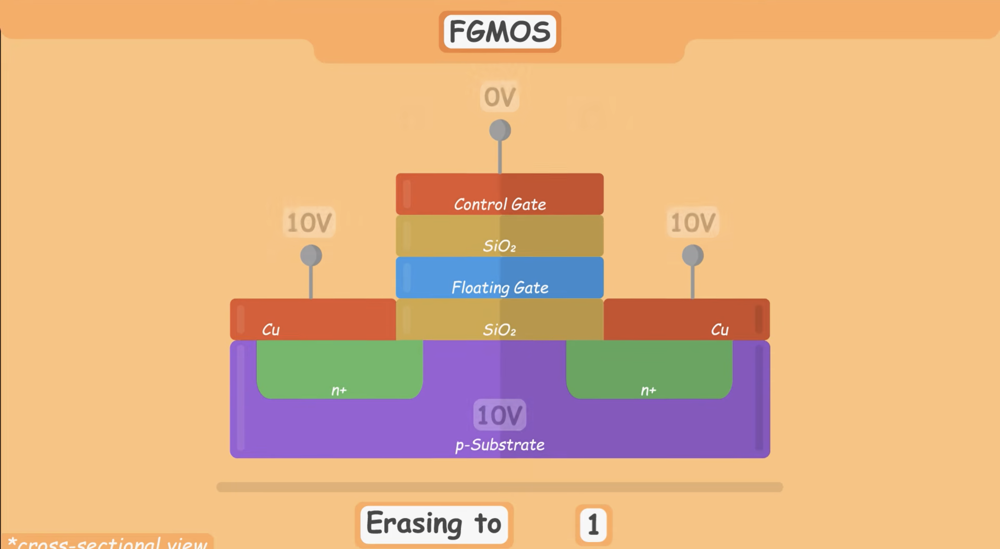 FGMOS
0V
Control Gate
10V
10V
SiO₂
Floating Gate
Cu
SiO₂
Cu
n+
n+
10V
p-Substrate
Erasing to 1
*cross-sectional view